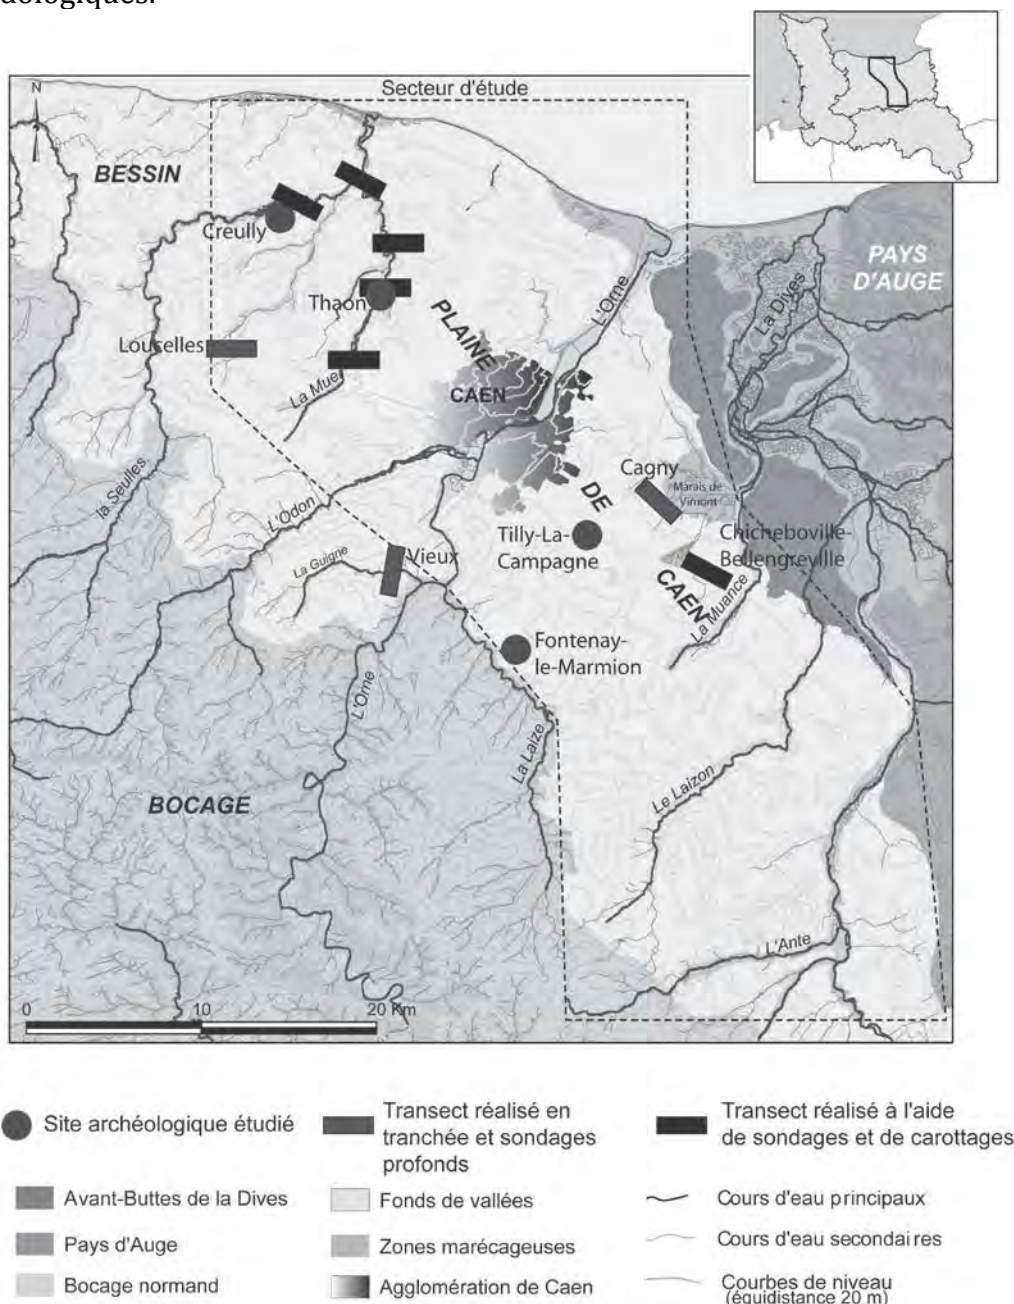 dologiques.
Secteur d'étude
N
BESSIN
PAYS
D'AUGE
Creully
L'Orne
La Dives
Thaon
PLAINE
Loucelles
La Mue
CAEN
la Seulles
Cagny
Marais de
Vimont
DE
L'Odon
Tilly-La-
Campagne
Chicheboville-
Bellengreville
La Guigne
Vieux
CAEN
La Muance
Fontenay-
le-Marmion
L'Orne
La Laize
Le Laizon
BOCAGE
L'Ante
0 10 20 Km
Site archéologique étudié
Transect réalisé en
tranchée et sondages
profonds
Transect réalisé à l'aide
de sondages et de carottages
Avant-Buttes de la Dives
Fonds de vallées
Cours d'eau principaux
Pays d'Auge
Zones marécageuses
Cours d'eau secondaires
Bocage normand
Agglomération de Caen
Courbes de niveau
(équidistance 20 m)